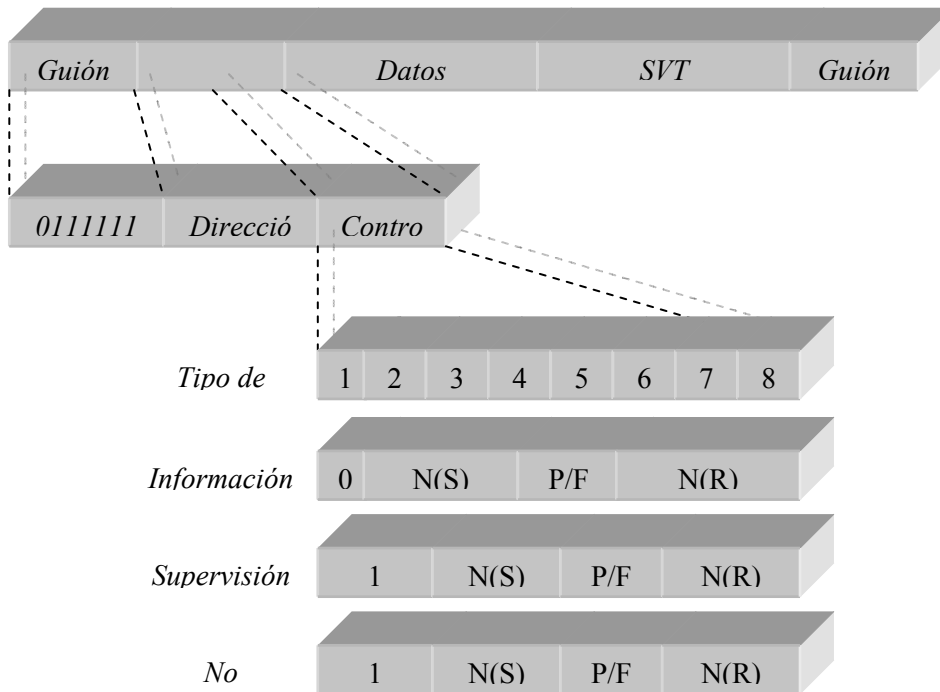 Guión Datos SVT Guión
0111111 Direcció Contro
Tipo de 1 2 3 4 5 6 7 8
Información 0 N(S) P/F N(R)
Supervisión 1 N(S) P/F N(R)
No 1 N(S) P/F N(R)